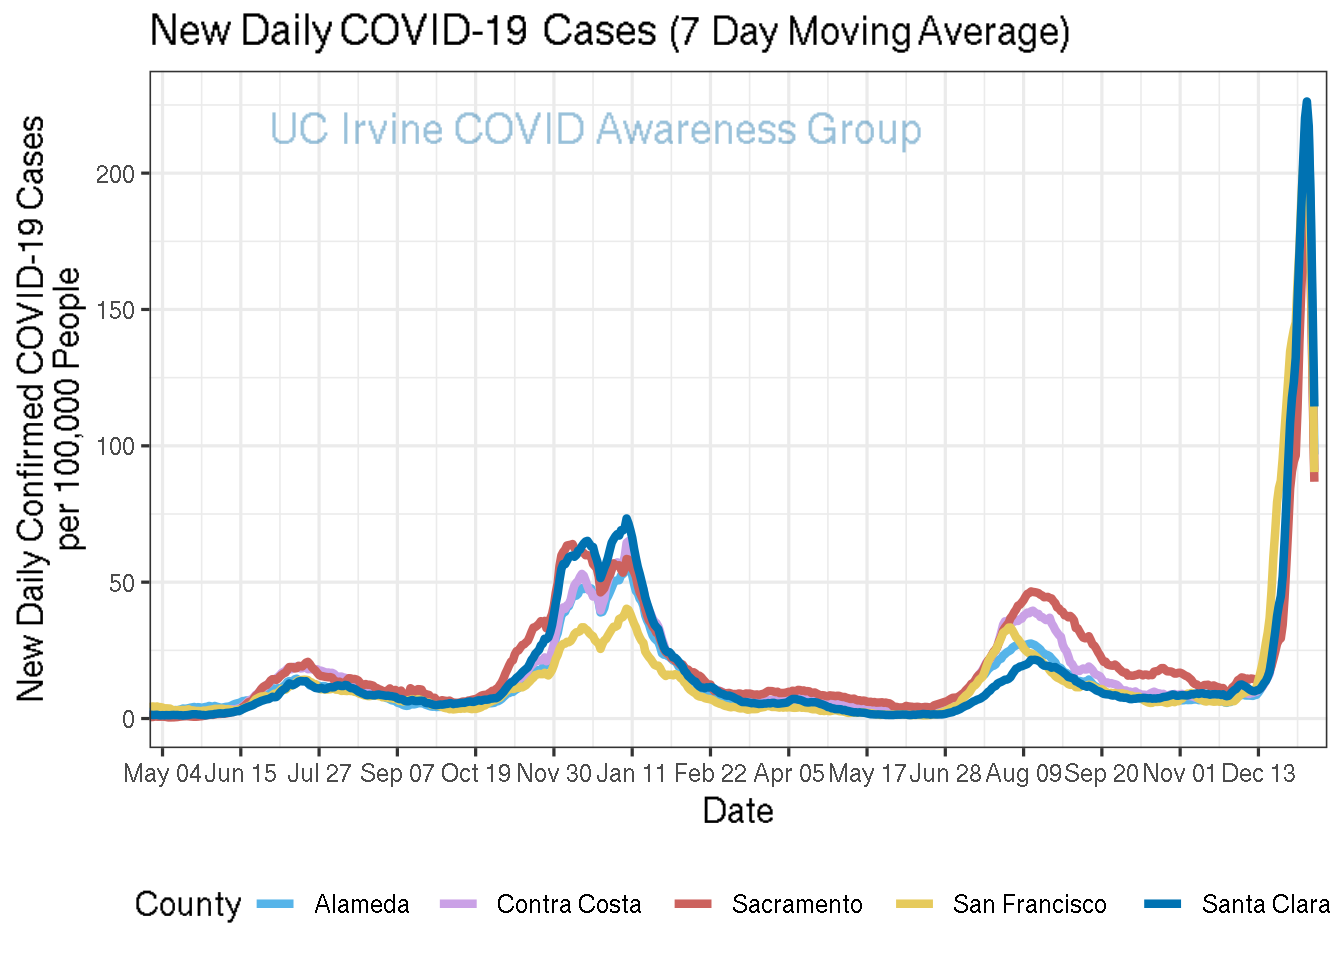 New Daily COVID-19 Cases (7 Day Moving Average)
UC Irvine COVID Awareness Group
New Daily Confirmed COVID-19 Cases
per 100,000 People
200
150
100
50
0
May 04 Jun 15 Jul 27 Sep 07 Oct 19 Nov 30 Jan 11 Feb 22 Apr 05 May 17 Jun 28 Aug 09 Sep 20 Nov 01 Dec 13
Date
County Alameda Contra Costa Sacramento San Francisco Santa Clara